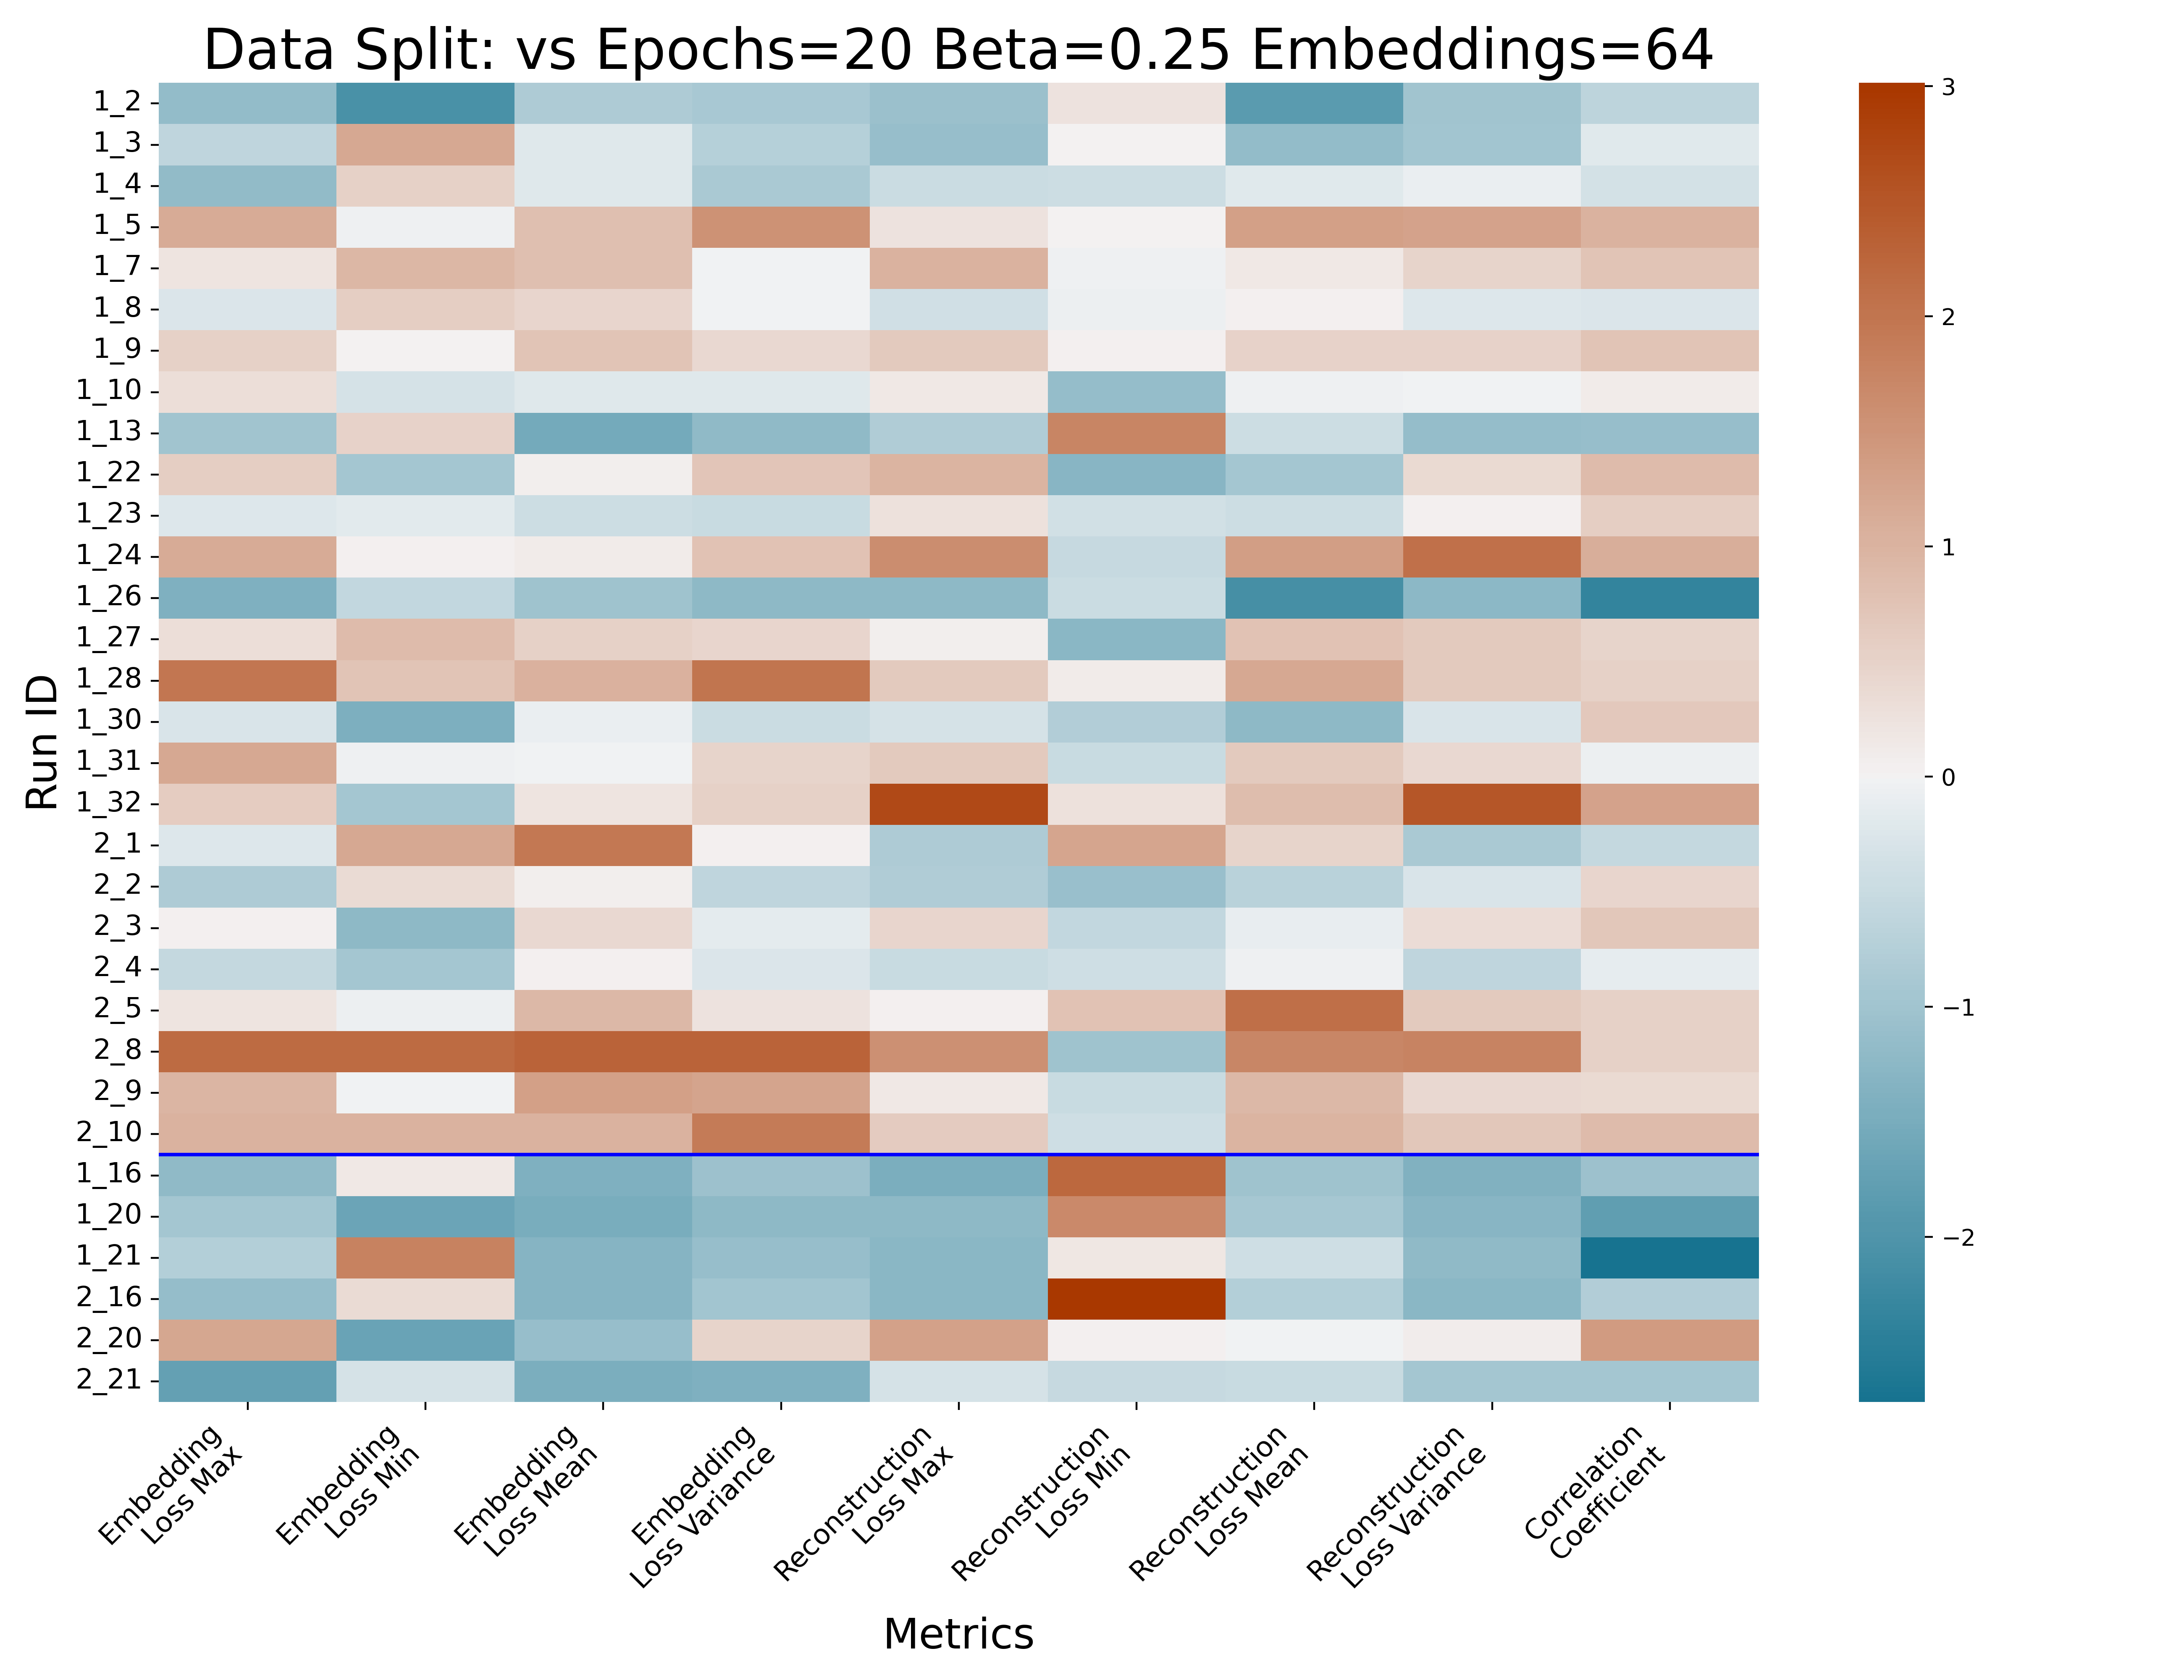 Data Split: vs Epochs=20 Beta=0.25 Embeddings=64
Run ID
1_2
1_3
1_4
1_5
1_7
1_8
1_9
1_10
1_13
1_22
1_23
1_24
1_26
1_27
1_28
1_30
1_31
1_32
2_1
2_2
2_3
2_4
2_5
2_8
2_9
2_10
1_16
1_20
1_21
2_16
2_20
2_21
Embedding
Loss Max
Embedding
Loss Min
Embedding
Loss Mean
Embedding
Loss Variance
Reconstruction
Loss Max
Reconstruction
Loss Min
Reconstruction
Loss Mean
Reconstruction
Loss Variance
Correlation
Coefficient
Metrics
3
2
1
0
−1
−2